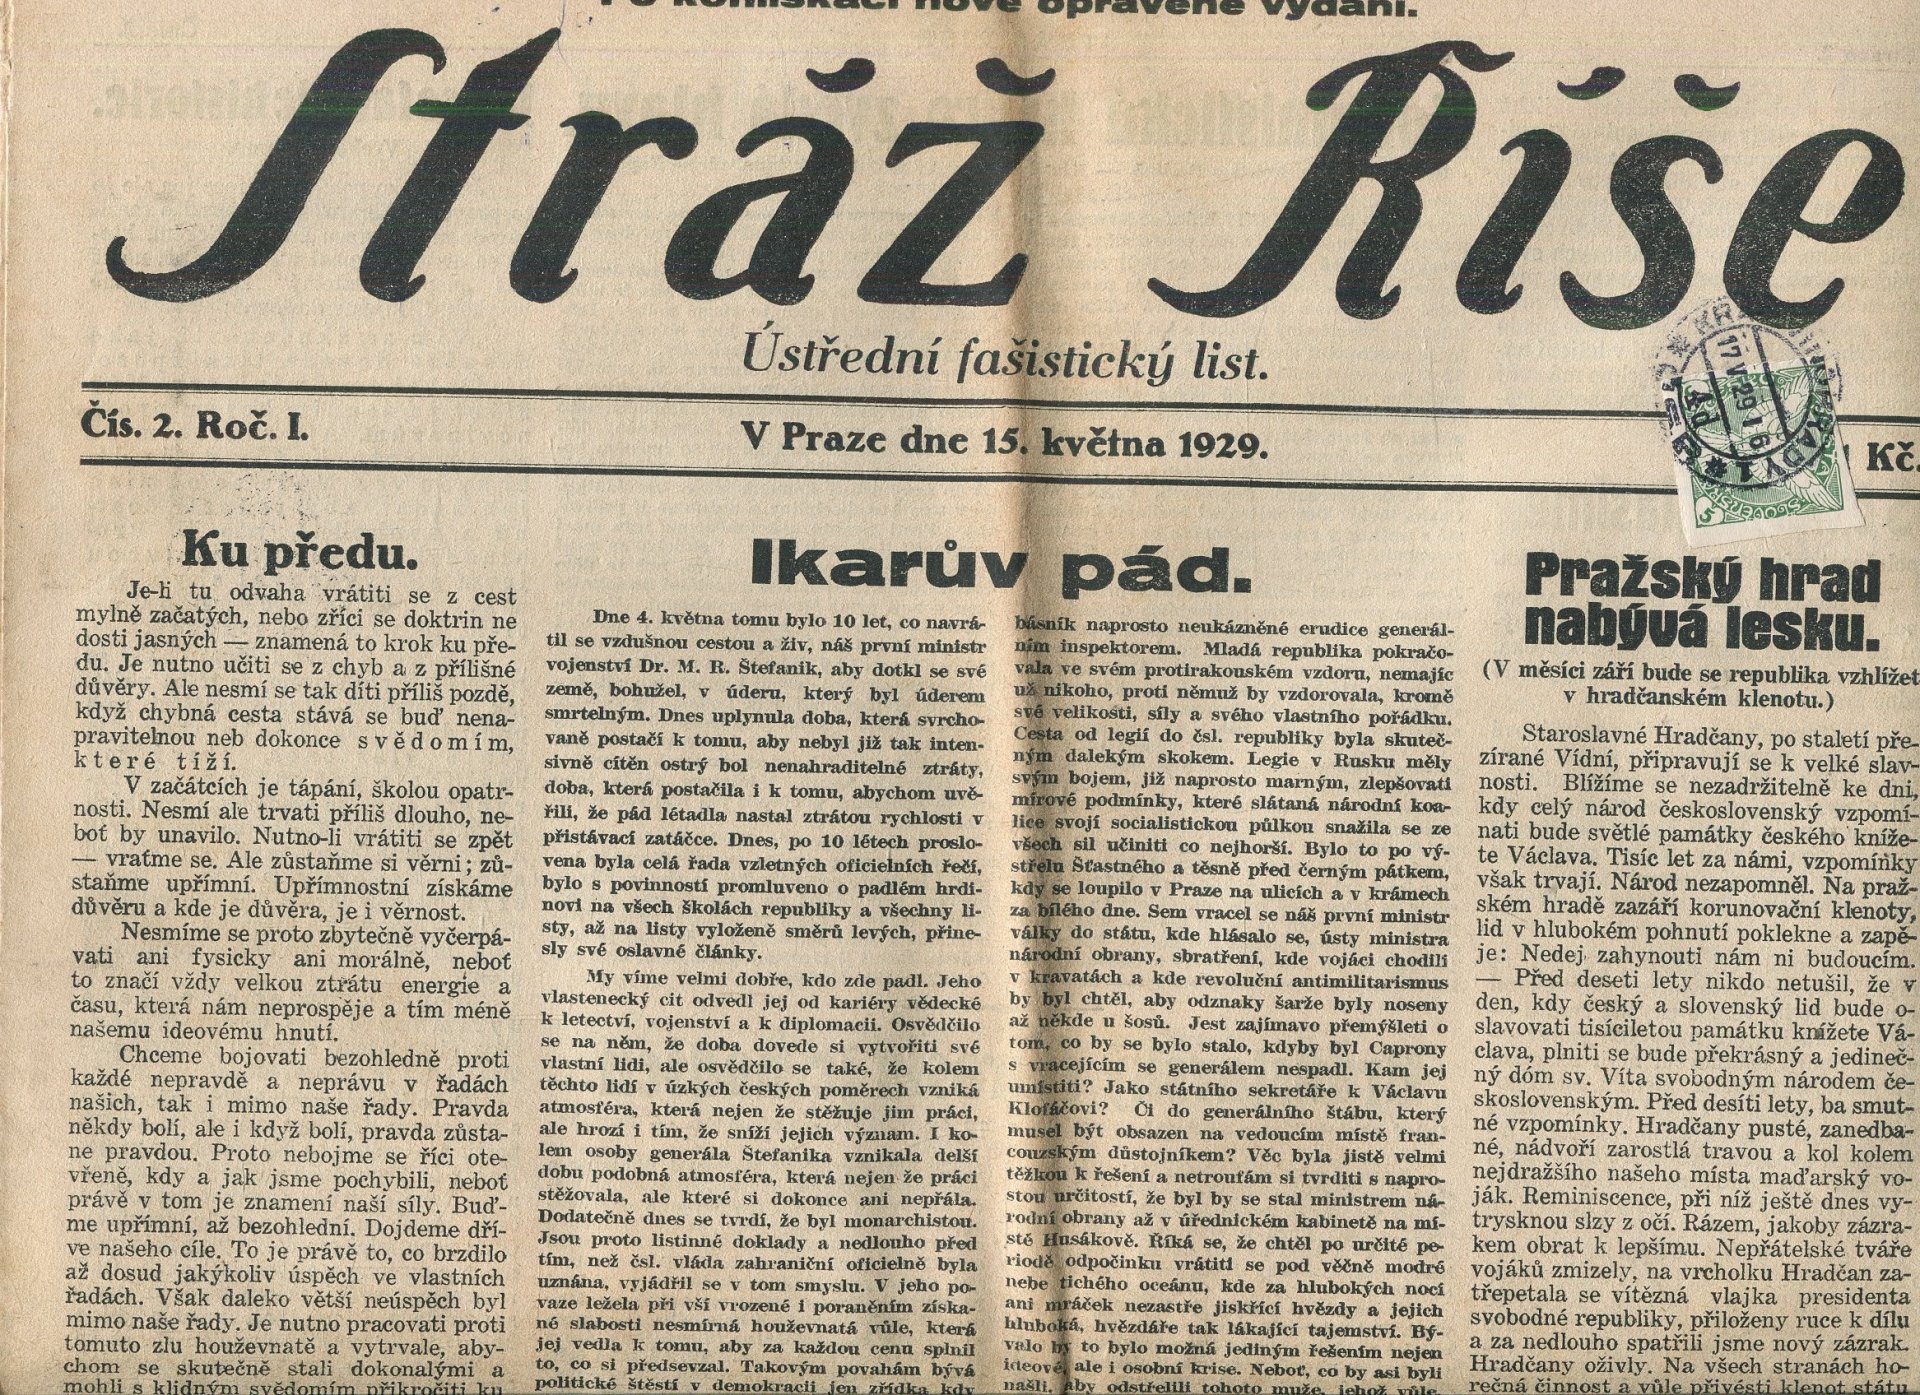 nově opravené vydání.
Stráž Říše
Ústřední fašistický list.
Čís. 2. Roč. I.
V Praze dne 15. května 1929.
Kč.
17 V 29 16
4d
5
Ku předu.
Je-li tu odvaha vrátiti se z cest
mylně začatých, nebo zříci se doktrin ne
dosti jasných — znamená to krok ku pře-
du. Je nutno učiti se z chyb a z přílišné
důvěry. Ale nesmí se tak díti příliš pozdě,
když chybná cesta stává se buď nena-
pravitelnou neb dokonce svědomím,
které tíží.
V začátcích je tápání, školou opatr-
nosti. Nesmí ale trvati příliš dlouho, ne-
boť by unavilo. Nutno-li vrátiti se zpět
— vraťme se. Ale zůstaňme si věrni; zů-
staňme upřímní. Upřímností získáme
důvěru a kde je důvěra, je i věrnost.
Nesmíme se proto zbytečně vyčerpá-
vati ani fysicky ani morálně, neboť
to značí vždy velkou ztrátu energie a
času, která nám neprospěje a tím méně
našemu ideovému hnutí.
Chceme bojovati bezohledně proti
každé nepravdě a neprávu v řadách
našich, tak i mimo naše řady. Pravda
někdy bolí, ale i když bolí, pravda zůsta-
ne pravdou. Proto nebojme se říci ote-
vřeně, kdy a jak jsme pochybili, neboť
právě v tom je znamení naší síly. Buď-
me upřímní, až bezohlední. Dojdeme dří-
ve našeho cíle. To je právě to, co brzdilo
až dosud jakýkoliv úspěch ve vlastních
řadách. Však daleko větší neúspěch byl
mimo naše řady. Je nutno pracovati proti
tomuto zlu houževnatě a vytrvale, aby-
chom se skutečně stali dokonalými a
mohli s klidným svědomím přikročiti ku
Ikarův pád.
Dne 4. května tomu bylo 10 let, co navrá-
til se vzdušnou cestou a živ, náš první ministr
vojenství Dr. M. R. Štefanik, aby dotkl se své
země, bohužel, v úderu, který byl úderem
smrtelným. Dnes uplynula doba, která svrcho-
vaně postačí k tomu, aby nebyl již tak inten-
sivně cítěn ostrý bol nenahraditelné ztráty,
doba, která postačila i k tomu, abychom uvě-
řili, že pád létadla nastal ztrátou rychlosti v
přistávací zatáčce. Dnes, po 10 létech proslo-
vena byla celá řada vzletných oficielních řečí,
bylo s povinností promluveno o padlém hrdi-
novi na všech školách republiky a všechny li-
sty, až na listy vyloženě směrů levých, přine-
sly své oslavné články.
My víme velmi dobře, kdo zde padl. Jeho
vlastenecký cit odvedl jej od kariéry vědecké
k letectví, vojenství a k diplomacii. Osvědčilo
se na něm, že doba dovede si vytvořiti své
vlastní lidi, ale osvědčilo se také, že kolem
těchto lidí v úzkých českých poměrech vzniká
atmosféra, která nejen že stěžuje jim práci,
ale hrozí i tím, že sníží jejich význam. I ko-
lem osoby generála Štefanika vznikala delší
dobu podobná atmosféra, která nejen že práci
stěžovala, ale které si dokonce ani nepřála.
Dodatečně dnes se tvrdí, že byl monarchistou.
Jsou proto listinné doklady a nedlouho před
tím, než čsl. vláda zahraniční oficielně byla
uznána, vyjádřil se v tom smyslu. V jeho po-
vaze ležela při vší vrozené i poraněním získa-
né slabosti nesmírná houževnatá vůle, která
jej vedla k tomu, aby za každou cenu splnil
to, co si předsevzal. Takovým povahám bývá
politické štěstí v demokracii jen zřídka kdy
básník naprosto neukázněné erudice generál-
ním inspektorem. Mladá republika pokračo-
vala ve svém protirakouském vzdoru, nemajíc
už nikoho, proti němuž by vzdorovala, kromě
své velikosti, síly a svého vlastního pořádku.
Cesta od legií do čsl. republiky byla skuteč-
ným dalekým skokem. Legie v Rusku měly
svým bojem, již naprosto marným, zlepšovati
mírové podmínky, které slátaná národní koa-
lice svojí socialistickou půlkou snažila se ze
všech sil učiniti co nejhorší. Bylo to po vý-
střelu Šťastného a těsně před černým pátkem,
kdy se loupilo v Praze na ulicích a v krámech
za bílého dne. Sem vracel se náš první ministr
války do státu, kde hlásalo se, ústy ministra
národní obrany, sbratření, kde vojáci chodili
v kravatách a kde revoluční antimilitarismus
by byl chtěl, aby odznaky šarže byly noseny
až někde u šosů. Jest zajímavo přemýšleti o
tom, co by se bylo stalo, kdyby byl Caprony
s vracejícím se generálem nespadl. Kam jej
umístiti? Jako státního sekretáře k Václavu
Klofáčovi? Či do generálního štábu, který
musel být obsazen na vedoucím místě fran-
couzským důstojníkem? Věc byla jistě velmi
těžkou k řešení a netroufám si tvrditi s napro-
stou určitostí, že byl by se stal ministrem ná-
rodní obrany až v úřednickém kabinetě na mí-
stě Husákově. Říká se, že chtěl po určité pe-
riodě odpočinku vrátiti se pod věčně modré
nebe tichého oceánu, kde za hlubokých nocí
ani mráček nezastře jiskřící hvězdy a jejich
hluboká, hvězdáře tak lákající tajemství. Bý-
valo by to bylo možná jediným řešením nejen
ideové, ale i osobní krise. Neboť, co by asi byli
našli, aby odstřelili tohoto muže, jehož vůle,
Pražský hrad
nabývá lesku.
(V měsíci září bude se republika vzhlížet
v hradčanském klenotu.)
Staroslavné Hradčany, po staletí pře-
zírané Vídní, připravují se k velké slav-
nosti. Blížíme se nezadržitelně ke dni,
kdy celý národ československý vzpomí-
nati bude světlé památky českého kníže-
te Václava. Tisíc let za námi, vzpomínky
však trvají. Národ nezapomněl. Na praž-
ském hradě zazáří korunovační klenoty,
lid v hlubokém pohnutí poklekne a zapě-
je: Nedej zahynouti nám ni budoucím.
— Před deseti lety nikdo netušil, že v
den, kdy český a slovenský lid bude o-
slavovati tisíciletou památku knížete Vá-
clava, plniti se bude překrásný a jedineč-
ný dóm sv. Víta svobodným národem če-
skoslovenským. Před desíti lety, ba smut-
né vzpomínky. Hradčany pusté, zanedba-
né, nádvoří zarostlá travou a kol kolem
nejdražšího našeho místa maďarský vo-
ják. Reminiscence, při níž ještě dnes vy-
trysknou slzy z očí. Rázem, jakoby zázra-
kem obrat k lepšímu. Nepřátelské tváře
vojáků zmizely, na vrcholku Hradčan za-
třepetala se vítězná vlajka presidenta
svobodné republiky, přiloženy ruce k dílu
a za nedlouho spatřili jsme nový zázrak.
Hradčany oživly. Na všech stranách ho-
rečná činnost a vůle přivésti klenot státu